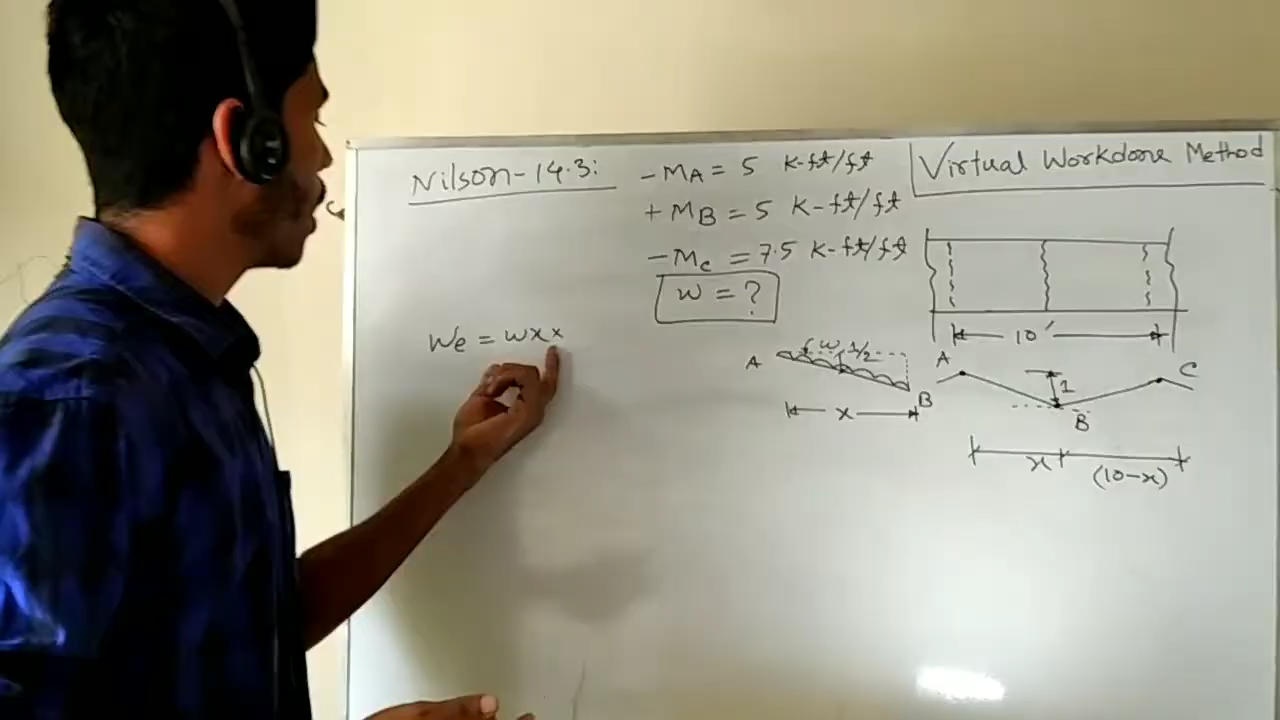 Nilson-14.3:
-MA = 5 K-ft/ft
+MB = 5 K-ft/ft
-Mc = 7.5 K-ft/ft
w = ?
Virtual Workdone Method
We = wxx
A
w
1/2
B
x
10'
A
C
1
B
x
(10-x)